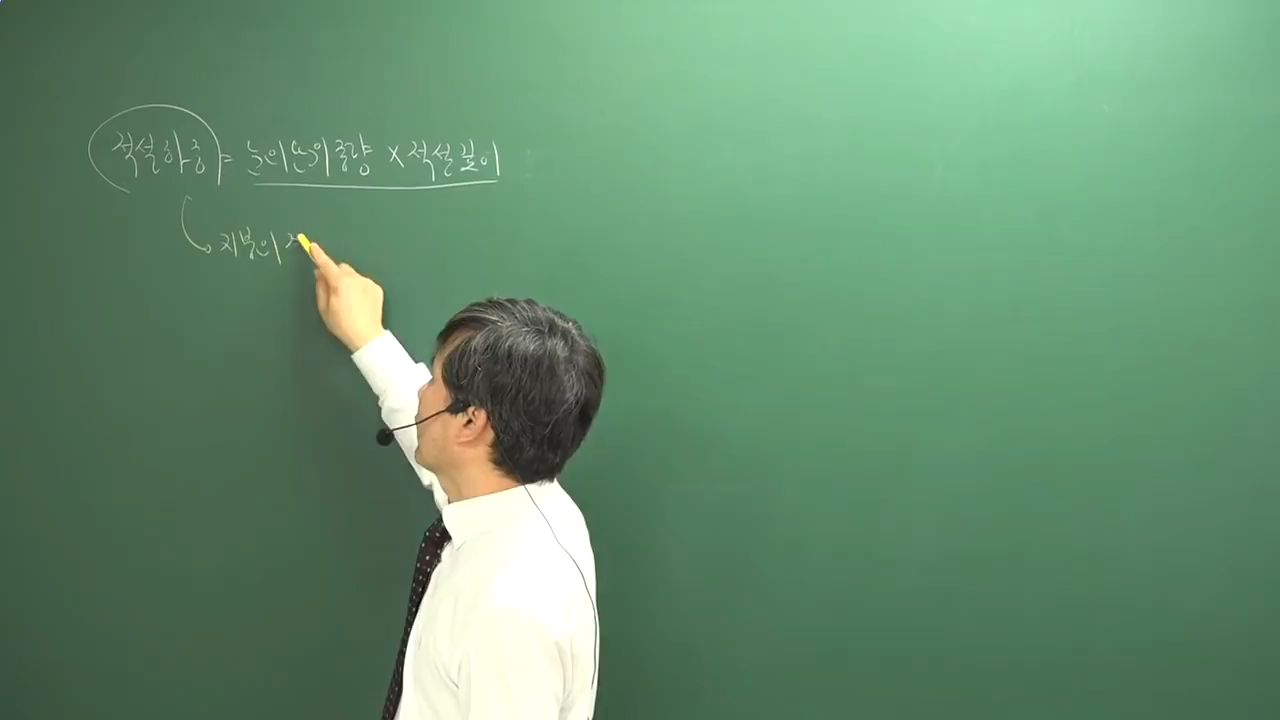 적설하중 = 눈의단위중량 × 적설깊이
지붕의